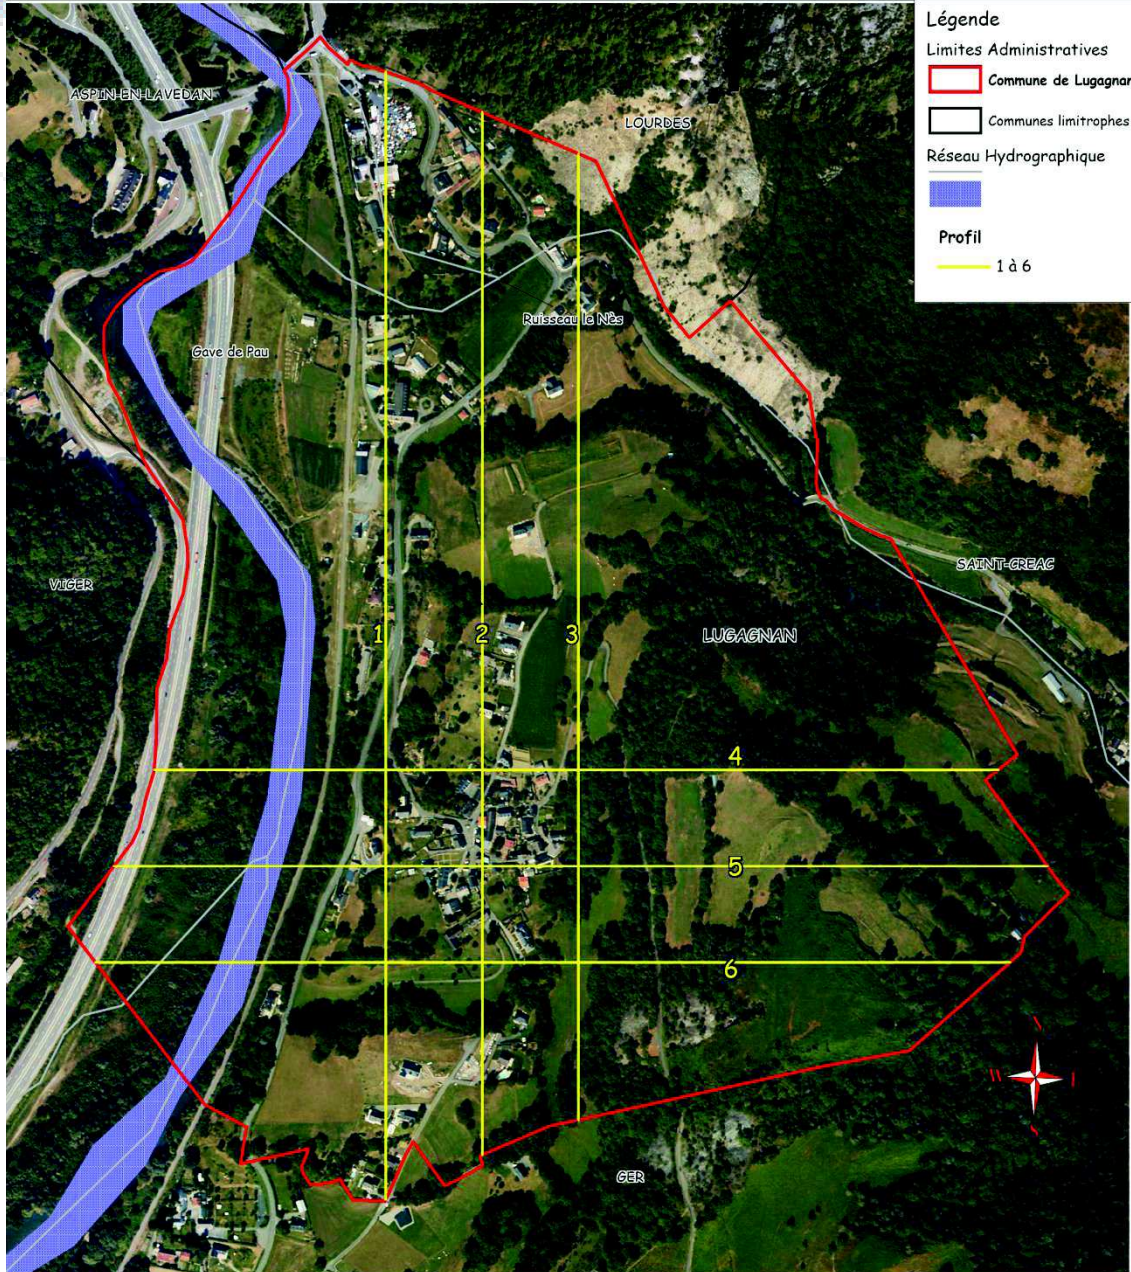 Légende
Limites Administratives
Commune de Lugagnan
Communes limitrophes
Réseau Hydrographique
Profil
1 à 6
ASPIN-EN-LAVEDAN
LOURDES
Ruisseau le Nès
Gave de Pau
VIGER
SAINT-CREAC
LUGAGNAN
1
2
3
4
5
6
GER